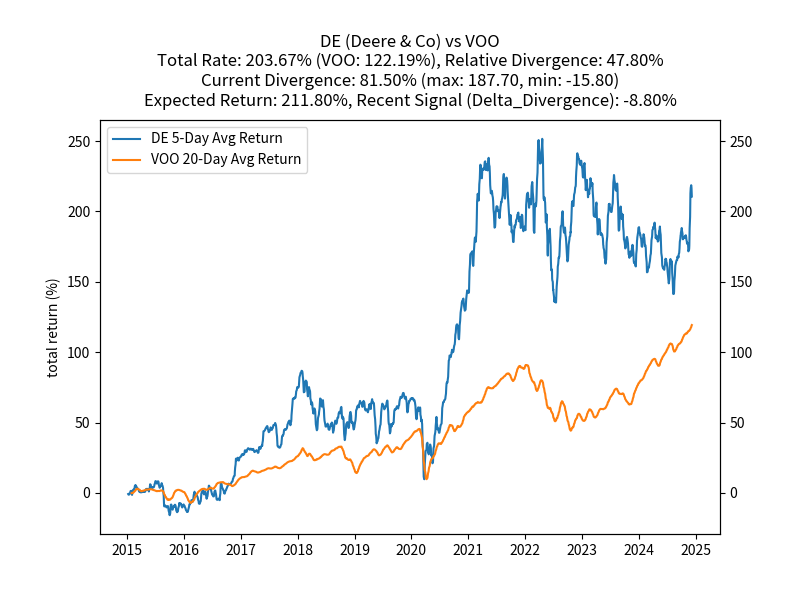 DE (Deere & Co) vs VOO
Total Rate: 203.67% (VOO: 122.19%), Relative Divergence: 47.80%
Current Divergence: 81.50% (max: 187.70, min: -15.80)
Expected Return: 211.80%, Recent Signal (Delta_Divergence): -8.80%
DE 5-Day Avg Return
VOO 20-Day Avg Return
250
200
150
100
50
0
total return (%)
250
200
150
100
50
0
2015 2016 2017 2018 2019 2020 2021 2022 2023 2024 2025